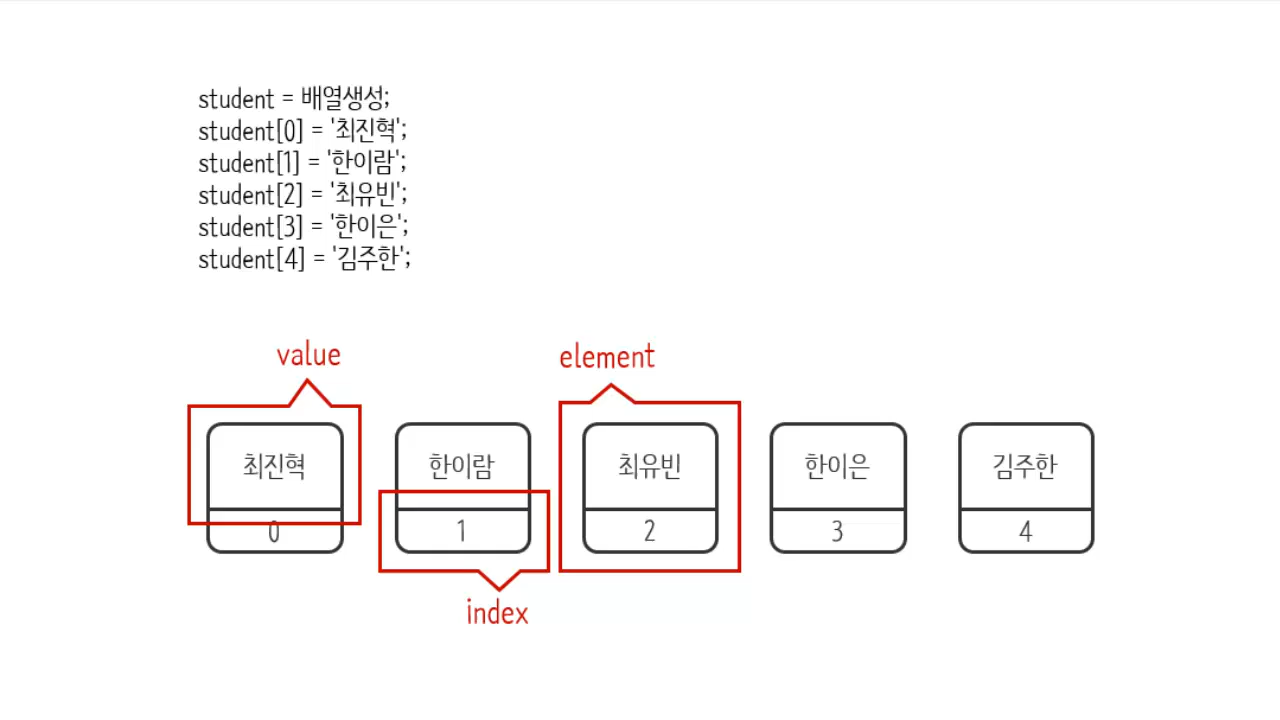 student = 배열생성;
student[0] = '최진혁';
student[1] = '한이람';
student[2] = '최유빈';
student[3] = '한이은';
student[4] = '김주한';
value
element
최진혁
한이람
최유빈
한이은
김주한
0
1
2
3
4
index